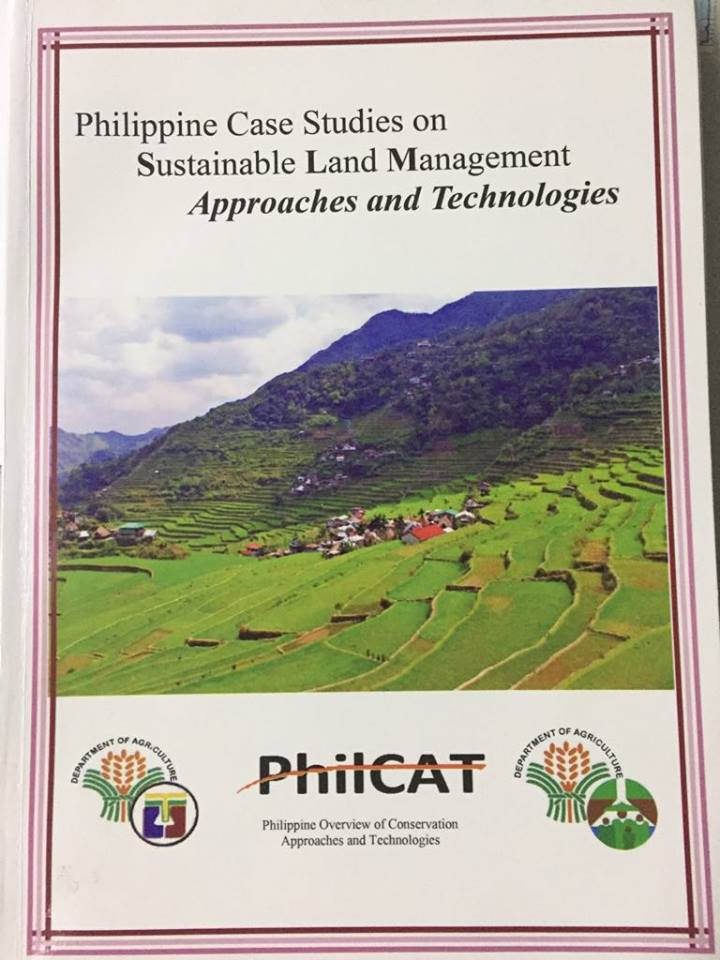 Philippine Case Studies on
Sustainable Land Management
Approaches and Technologies
DEPARTMENT OF AGRICULTURE
PhilCAT
Philippine Overview of Conservation
Approaches and Technologies
DEPARTMENT OF AGRICULTURE